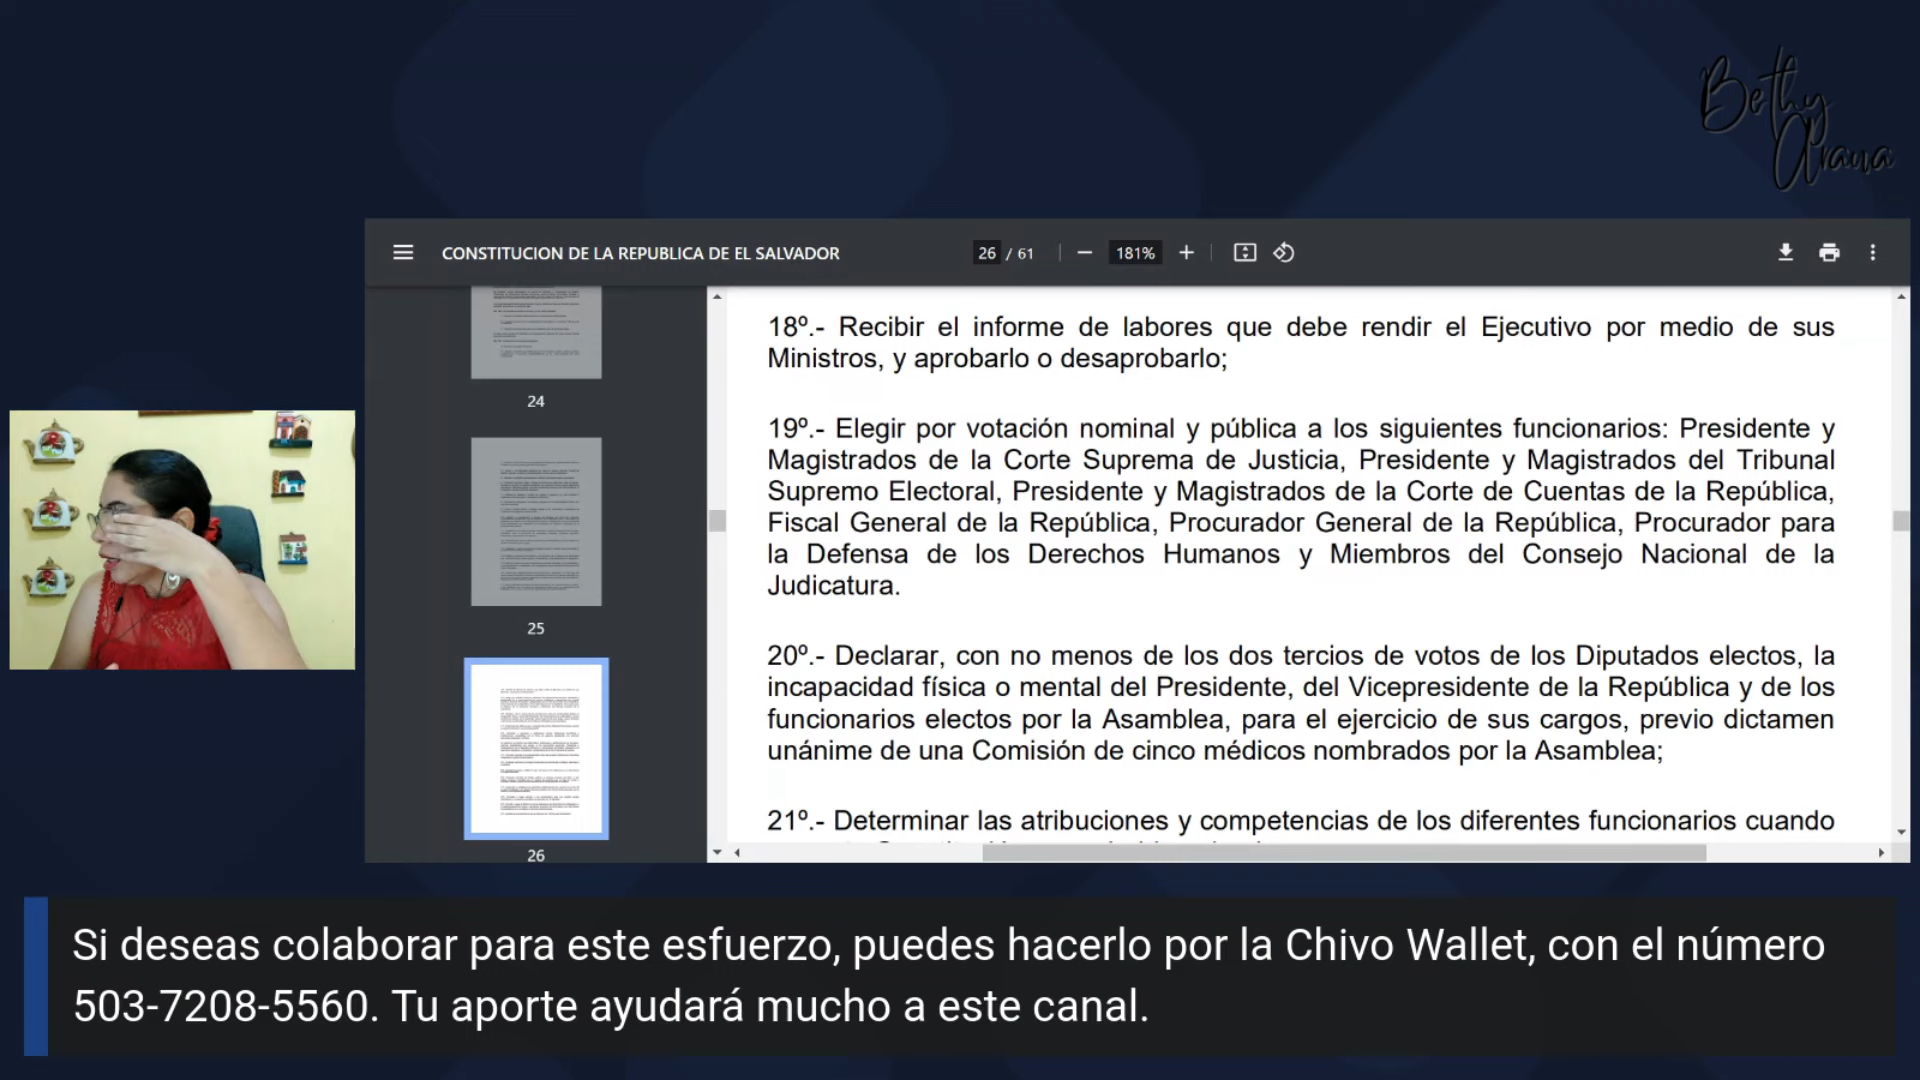 Bethy
Arana
CONSTITUCION DE LA REPUBLICA DE EL SALVADOR
26 / 61
181%
24
25
26
18º.- Recibir el informe de labores que debe rendir el Ejecutivo por medio de sus
Ministros, y aprobarlo o desaprobarlo;
19º.- Elegir por votación nominal y pública a los siguientes funcionarios: Presidente y
Magistrados de la Corte Suprema de Justicia, Presidente y Magistrados del Tribunal
Supremo Electoral, Presidente y Magistrados de la Corte de Cuentas de la República,
Fiscal General de la República, Procurador General de la República, Procurador para
la Defensa de los Derechos Humanos y Miembros del Consejo Nacional de la
Judicatura.
20º.- Declarar, con no menos de los dos tercios de votos de los Diputados electos, la
incapacidad física o mental del Presidente, del Vicepresidente de la República y de los
funcionarios electos por la Asamblea, para el ejercicio de sus cargos, previo dictamen
unánime de una Comisión de cinco médicos nombrados por la Asamblea;
21º.- Determinar las atribuciones y competencias de los diferentes funcionarios cuando
Si deseas colaborar para este esfuerzo, puedes hacerlo por la Chivo Wallet, con el número
503-7208-5560. Tu aporte ayudará mucho a este canal.